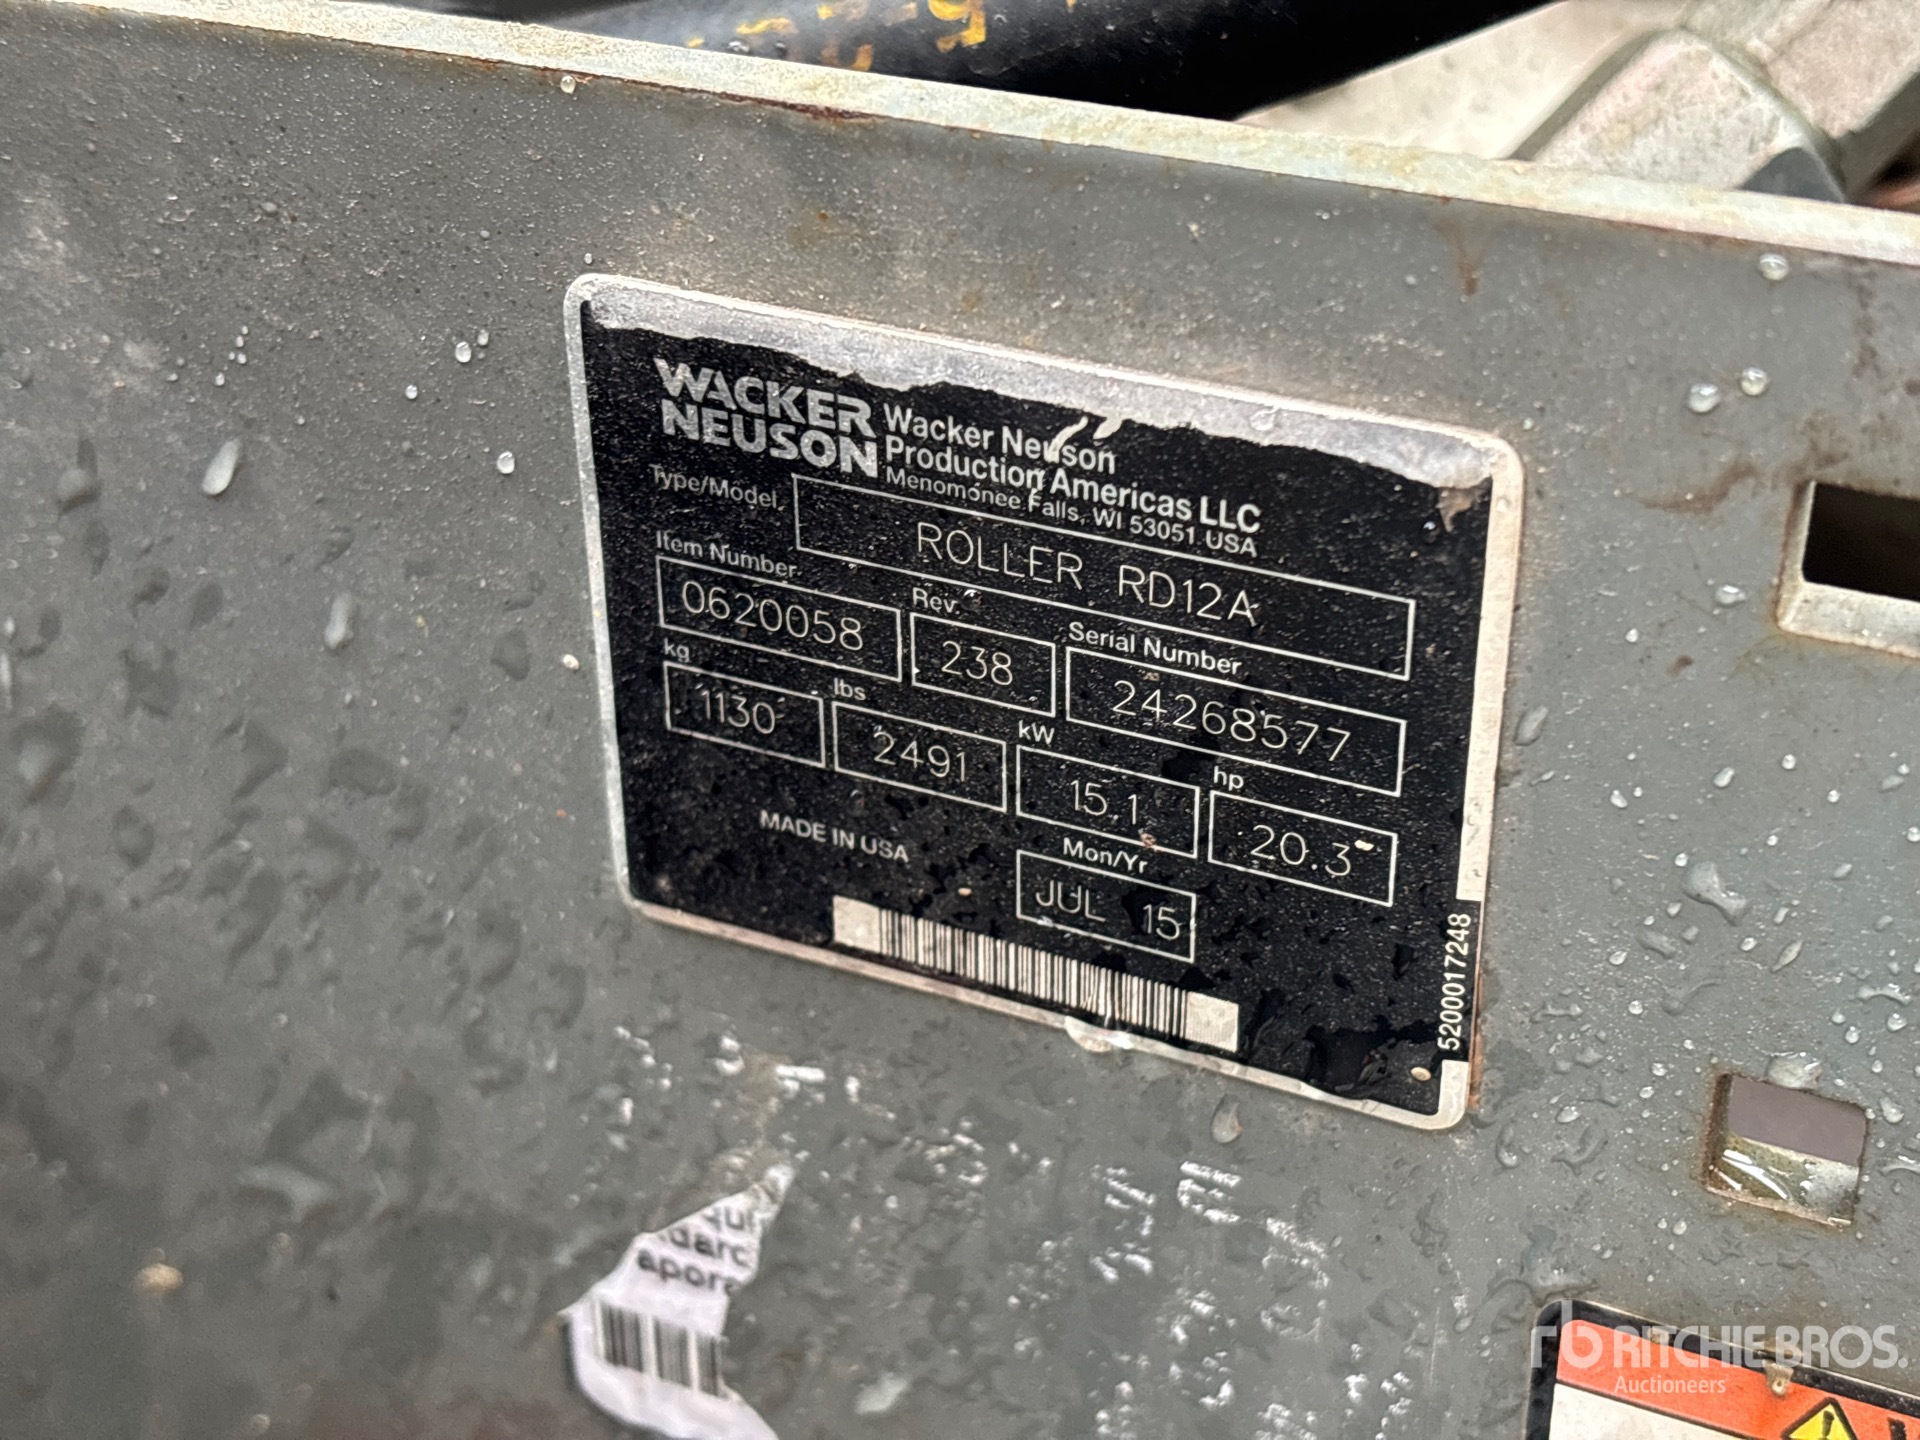 WACKER
NEUSON
Wacker Neuson
Production Americas LLC
Menomonee Falls, WI 53051 USA
Type/Model
ROLLER RD12A
Item Number
Rev.
Serial Number
0620058
238
24268577
kg
lbs
kW
hp
1130
2491
15.1
20.3
MADE IN USA
Mon/Yr
JUL 15
5200017248
RITCHIE BROS.
Auctioneers